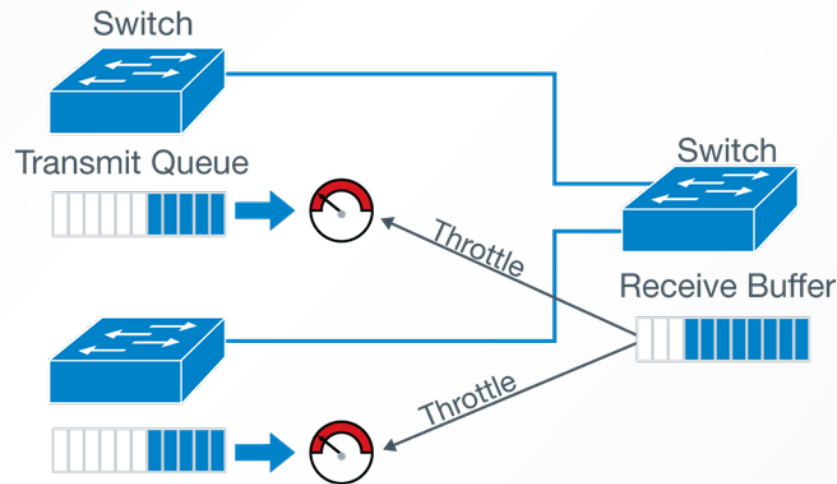 Switch
Transmit Queue
Switch
Throttle
Receive Buffer
Throttle